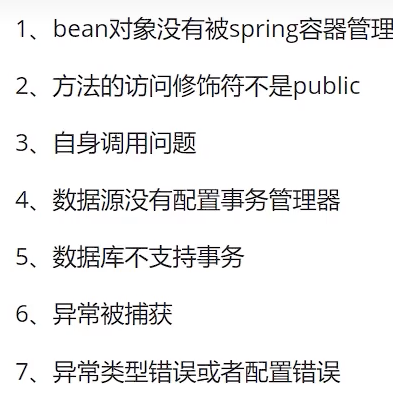 1、bean对象没有被spring容器管理
2、方法的访问修饰符不是public
3、自身调用问题
4、数据源没有配置事务管理器
5、数据库不支持事务
6、异常被捕获
7、异常类型错误或者配置错误